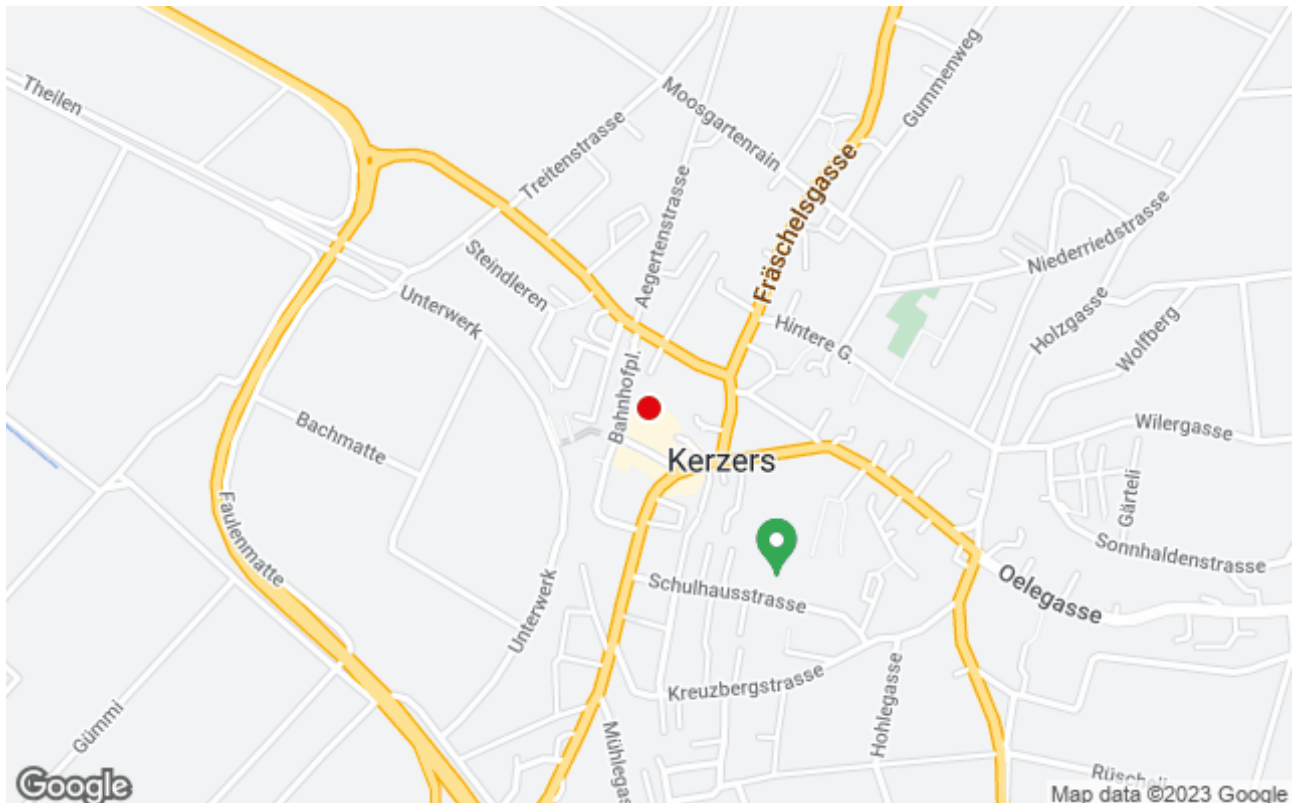 Theilen
Moosgartenrain
Gummenweg
Treitenstrasse
Aegertenstrasse
Fräschelsgasse
Niederriedstrasse
Steindleren
Unterwerk
Hintere G.
Holzgasse
Wolfberg
Bahnhofpl.
Bachmatte
Wilergasse
Kerzers
Gärteli
Faulenmatte
Sonnhaldenstrasse
Schulhausstrasse
Oelegasse
Unterwerk
Kreuzbergstrasse
Hohlegasse
Gümmi
Mühlegas
Rüscheli
Google
Map data ©2023 Google